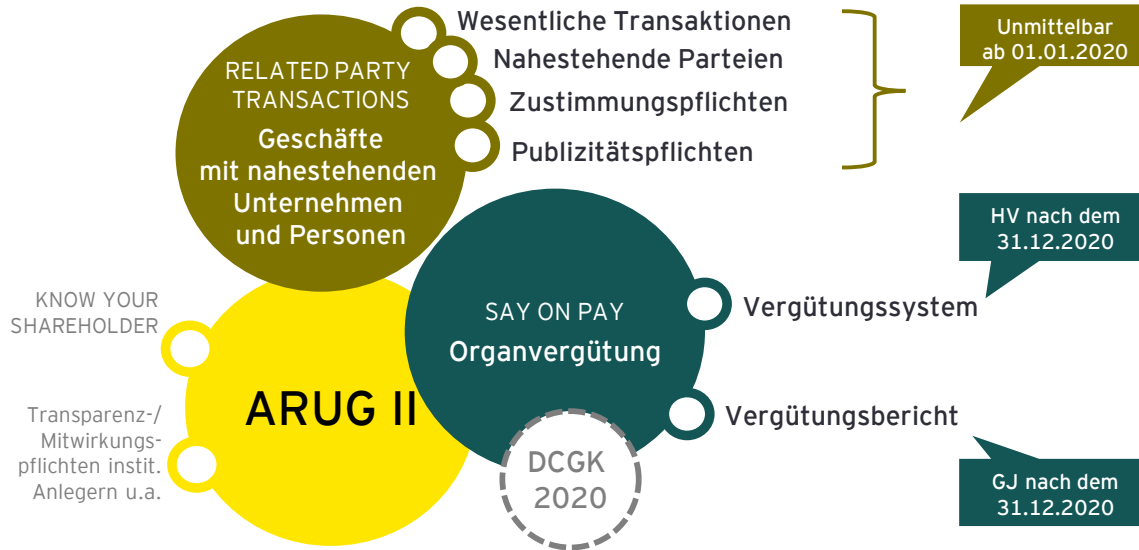 RELATED PARTY
TRANSACTIONS
Geschäfte
mit nahestehenden
Unternehmen
und Personen
Wesentliche Transaktionen
Nahestehende Parteien
Zustimmungspflichten
Publizitätspflichten
Unmittelbar
ab 01.01.2020
HV nach dem
31.12.2020
SAY ON PAY
Organvergütung
Vergütungssystem
Vergütungsbericht
GJ nach dem
31.12.2020
KNOW YOUR
SHAREHOLDER
ARUG II
Transparenz-/
Mitwirkungs-
pflichten instit.
Anlegern u.a.
DCGK
2020